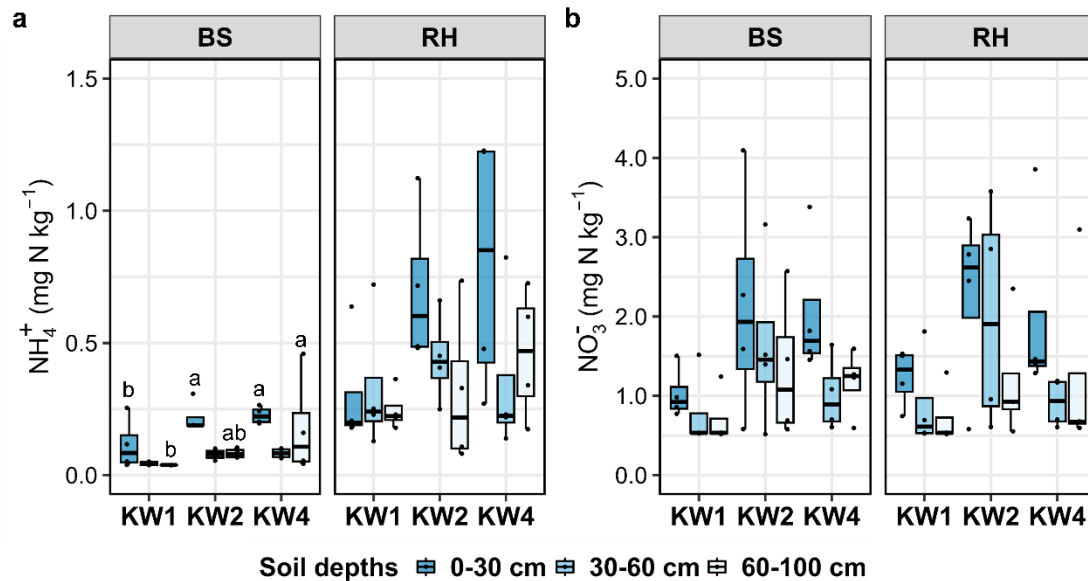 a
BS RH
NH₄⁺ (mg N kg⁻¹)
1.5
1.0
0.5
0.0
b b a ab a a
KW1 KW2 KW4 KW1 KW2 KW4
b
BS RH
NO₃⁻ (mg N kg⁻¹)
5.0
4.0
3.0
2.0
1.0
0.0
KW1 KW2 KW4 KW1 KW2 KW4
Soil depths 0-30 cm 30-60 cm 60-100 cm